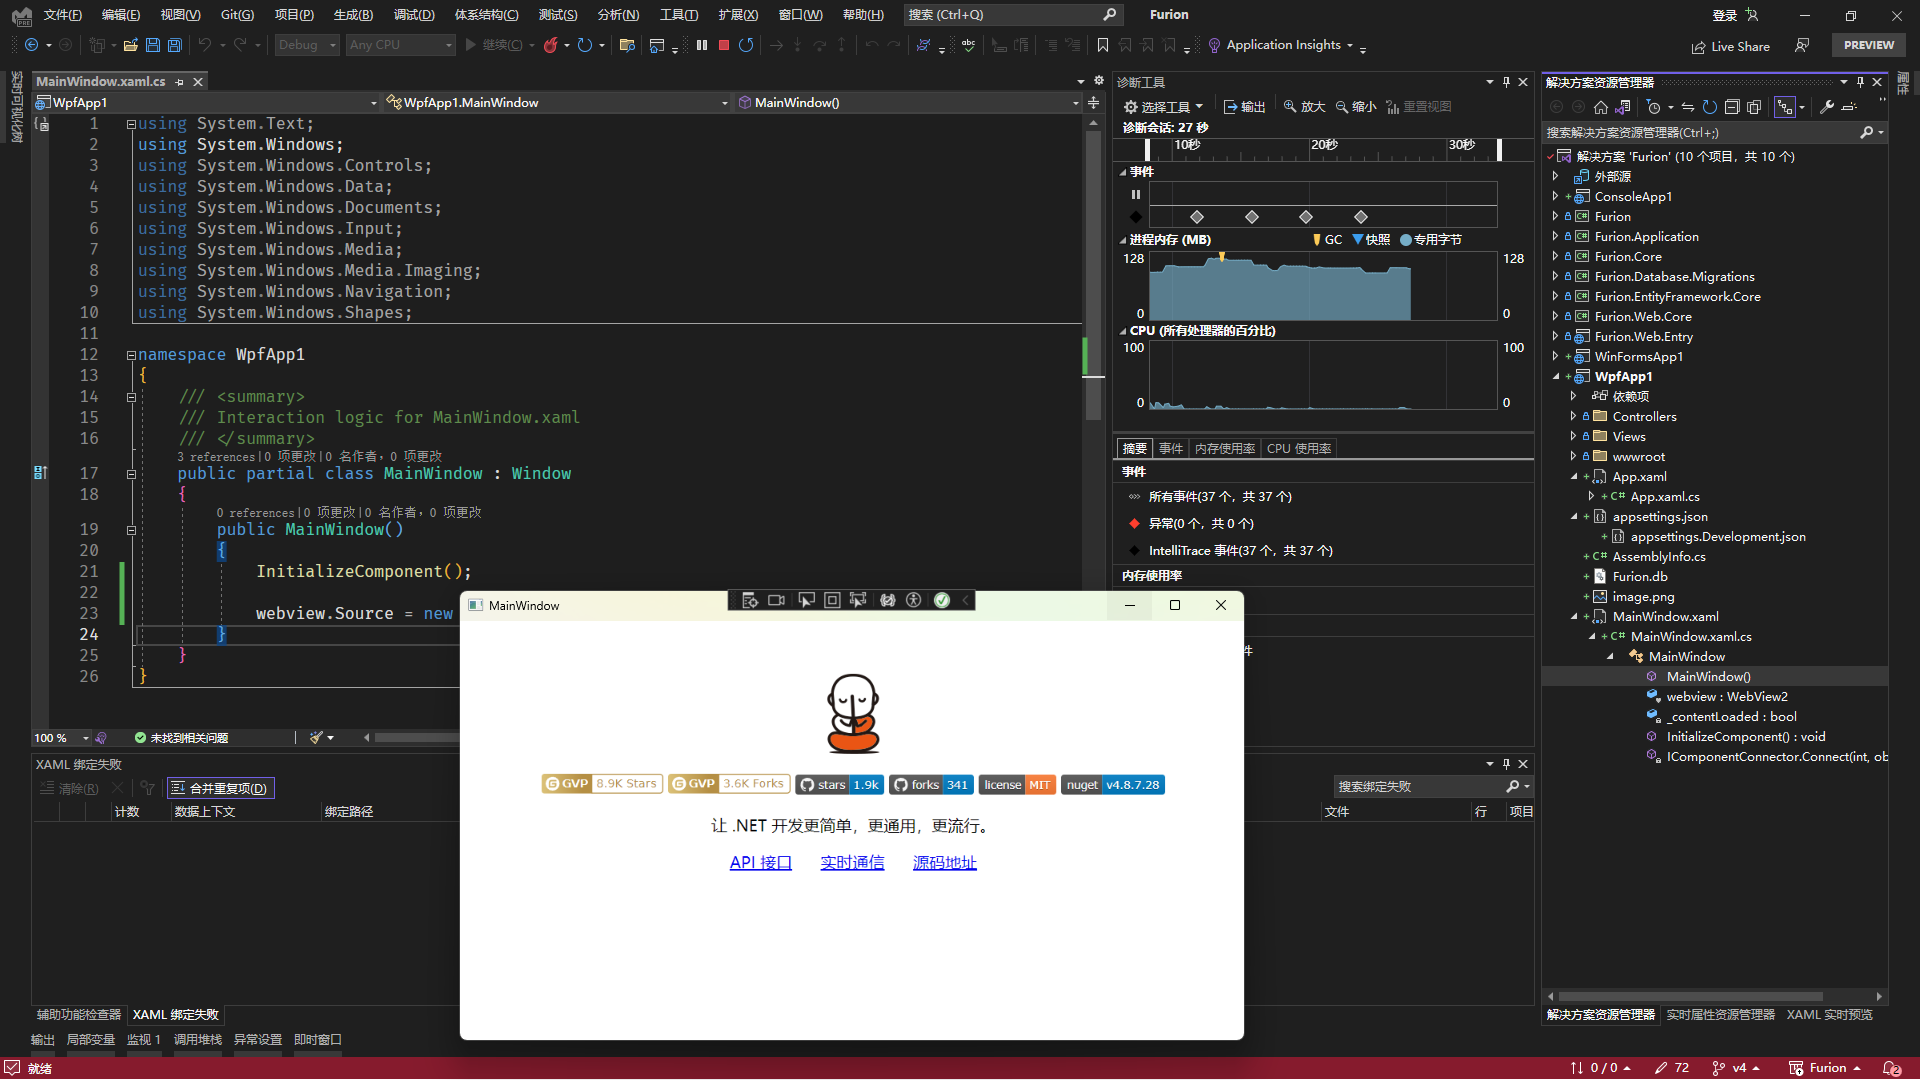 文件(F) 编辑(E) 视图(V) Git(G) 项目(P) 生成(B) 调试(D) 体系结构(C) 测试(S) 分析(N) 工具(T) 扩展(X) 窗口(W) 帮助(H) 搜索 (Ctrl+Q) Furion 登录
Debug Any CPU 继续(C) Application Insights Live Share PREVIEW
实时可视化树
属性
MainWindow.xaml.cs
WpfApp1 WpfApp1.MainWindow MainWindow()
1 using System.Text;
2 using System.Windows;
3 using System.Windows.Controls;
4 using System.Windows.Data;
5 using System.Windows.Documents;
6 using System.Windows.Input;
7 using System.Windows.Media;
8 using System.Windows.Media.Imaging;
9 using System.Windows.Navigation;
10 using System.Windows.Shapes;
11
12 namespace WpfApp1
13 {
14 /// <summary>
15 /// Interaction logic for MainWindow.xaml
16 /// </summary>
3 references|0 项更改|0 名作者，0 项更改
17 public partial class MainWindow : Window
18 {
0 references|0 项更改|0 名作者，0 项更改
19 public MainWindow()
20 {
21 InitializeComponent();
22
23 webview.Source = new
24 }
25 }
26 }
100 % 未找到相关问题
诊断工具
选择工具 输出 放大 缩小 重置视图
诊断会话: 27 秒
10秒 20秒 30秒
事件
进程内存 (MB) GC 快照 专用字节
128 128
0 0
CPU (所有处理器的百分比)
100 100
0 0
摘要 事件 内存使用率 CPU 使用率
事件
所有事件(37 个，共 37 个)
异常(0 个，共 0 个)
IntelliTrace 事件(37 个，共 37 个)
内存使用率
件
解决方案资源管理器
搜索解决方案资源管理器(Ctrl+;)
解决方案 'Furion' (10 个项目，共 10 个)
外部源
ConsoleApp1
Furion
Furion.Application
Furion.Core
Furion.Database.Migrations
Furion.EntityFramework.Core
Furion.Web.Core
Furion.Web.Entry
WinFormsApp1
WpfApp1
依赖项
Controllers
Views
wwwroot
App.xaml
App.xaml.cs
appsettings.json
appsettings.Development.json
AssemblyInfo.cs
Furion.db
image.png
MainWindow.xaml
MainWindow.xaml.cs
MainWindow
MainWindow()
webview : WebView2
_contentLoaded : bool
InitializeComponent() : void
IComponentConnector.Connect(int, ob
解决方案资源管理器 实时属性资源管理器 XAML 实时预览
MainWindow
GVP 8.9K Stars GVP 3.6K Forks stars 1.9k forks 341 license MIT nuget v4.8.7.28
让 .NET 开发更简单，更通用，更流行。
API 接口 实时通信 源码地址
XAML 绑定失败
清除(R) 合并重复项(D) 搜索绑定失败
计数 数据上下文 绑定路径 文件 行 项目
辅助功能检查器 XAML 绑定失败
输出 局部变量 监视 1 调用堆栈 异常设置 即时窗口
就绪 0 / 0 72 v4 Furion 2